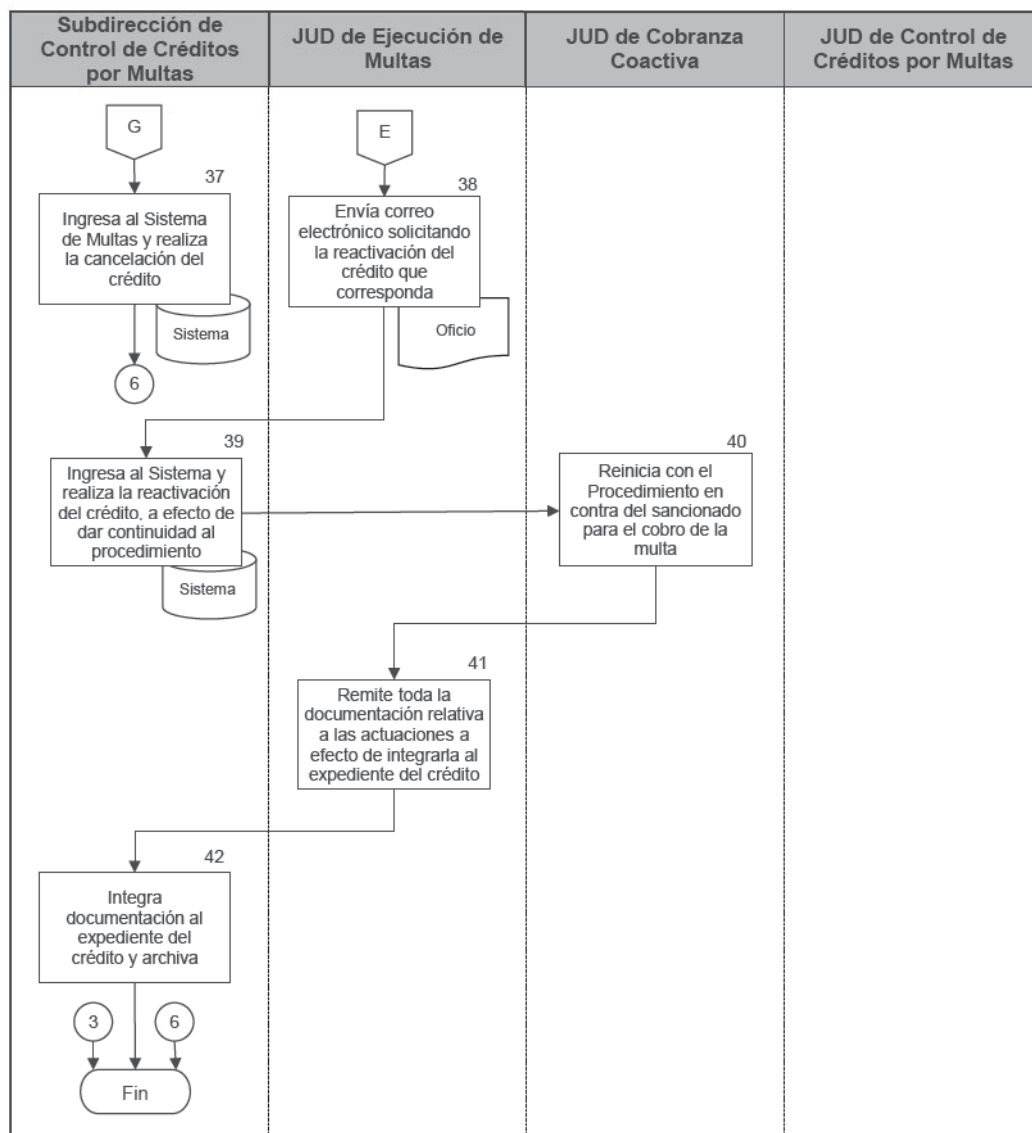 Subdirección de
Control de Créditos
por Multas
JUD de Ejecución de
Multas
JUD de Cobranza
Coactiva
JUD de Control de
Créditos por Multas
G
E
37
Ingresa al Sistema
de Multas y realiza
la cancelación del
crédito
Sistema
6
38
Envía correo
electrónico solicitando
la reactivación del
crédito que
corresponda
Oficio
39
Ingresa al Sistema y
realiza la reactivación
del crédito, a efecto de
dar continuidad al
procedimiento
Sistema
40
Reinicia con el
Procedimiento en
contra del sancionado
para el cobro de la
multa
41
Remite toda la
documentación relativa
a las actuaciones a
efecto de integrarla al
expediente del crédito
42
Integra
documentación al
expediente del
crédito y archiva
3
6
Fin